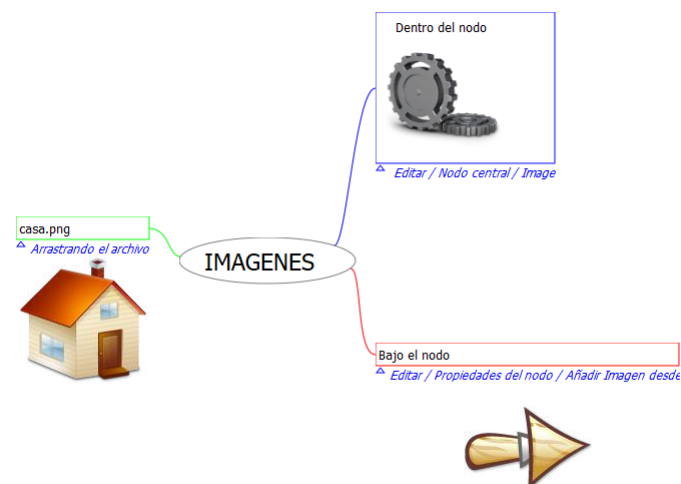 Dentro del nodo
Editar / Nodo central / Image
casa.png
Arrastrando el archivo
IMAGENES
Bajo el nodo
Editar / Propiedades del nodo / Añadir Imagen desde